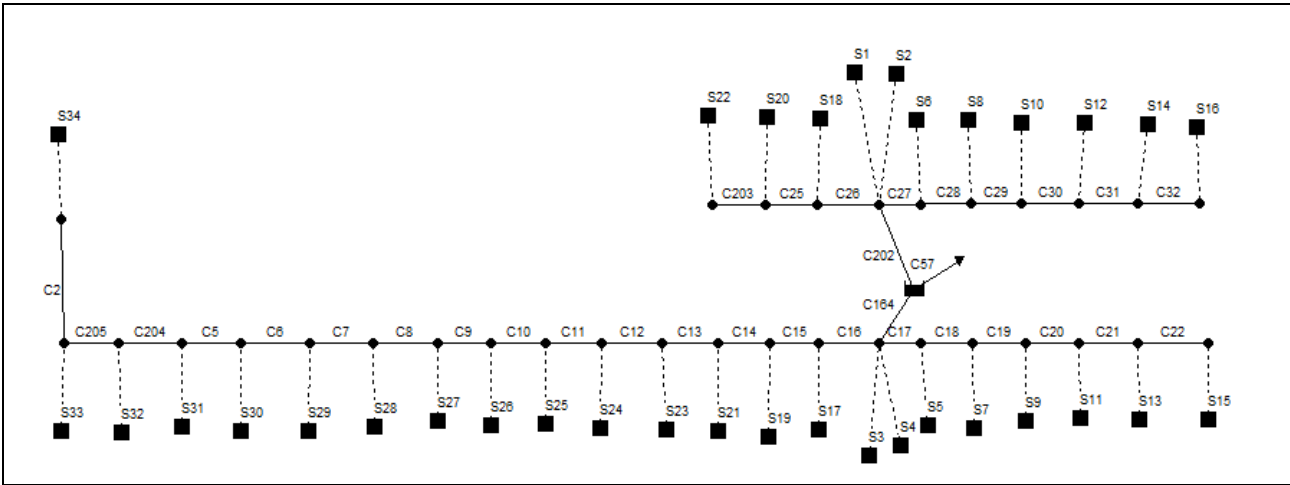 S1 S2
S22 S20 S18 S6 S8 S10 S12 S14 S16
S34
C203 C25 C26 C27 C28 C29 C30 C31 C32
C202 C57
C2
C164
C205 C204 C5 C6 C7 C8 C9 C10 C11 C12 C13 C14 C15 C16 C17 C18 C19 C20 C21 C22
S33 S32 S31 S30 S29 S28 S27 S26 S25 S24 S23 S21 S19 S17 S5 S7 S9 S11 S13 S15
S3 S4